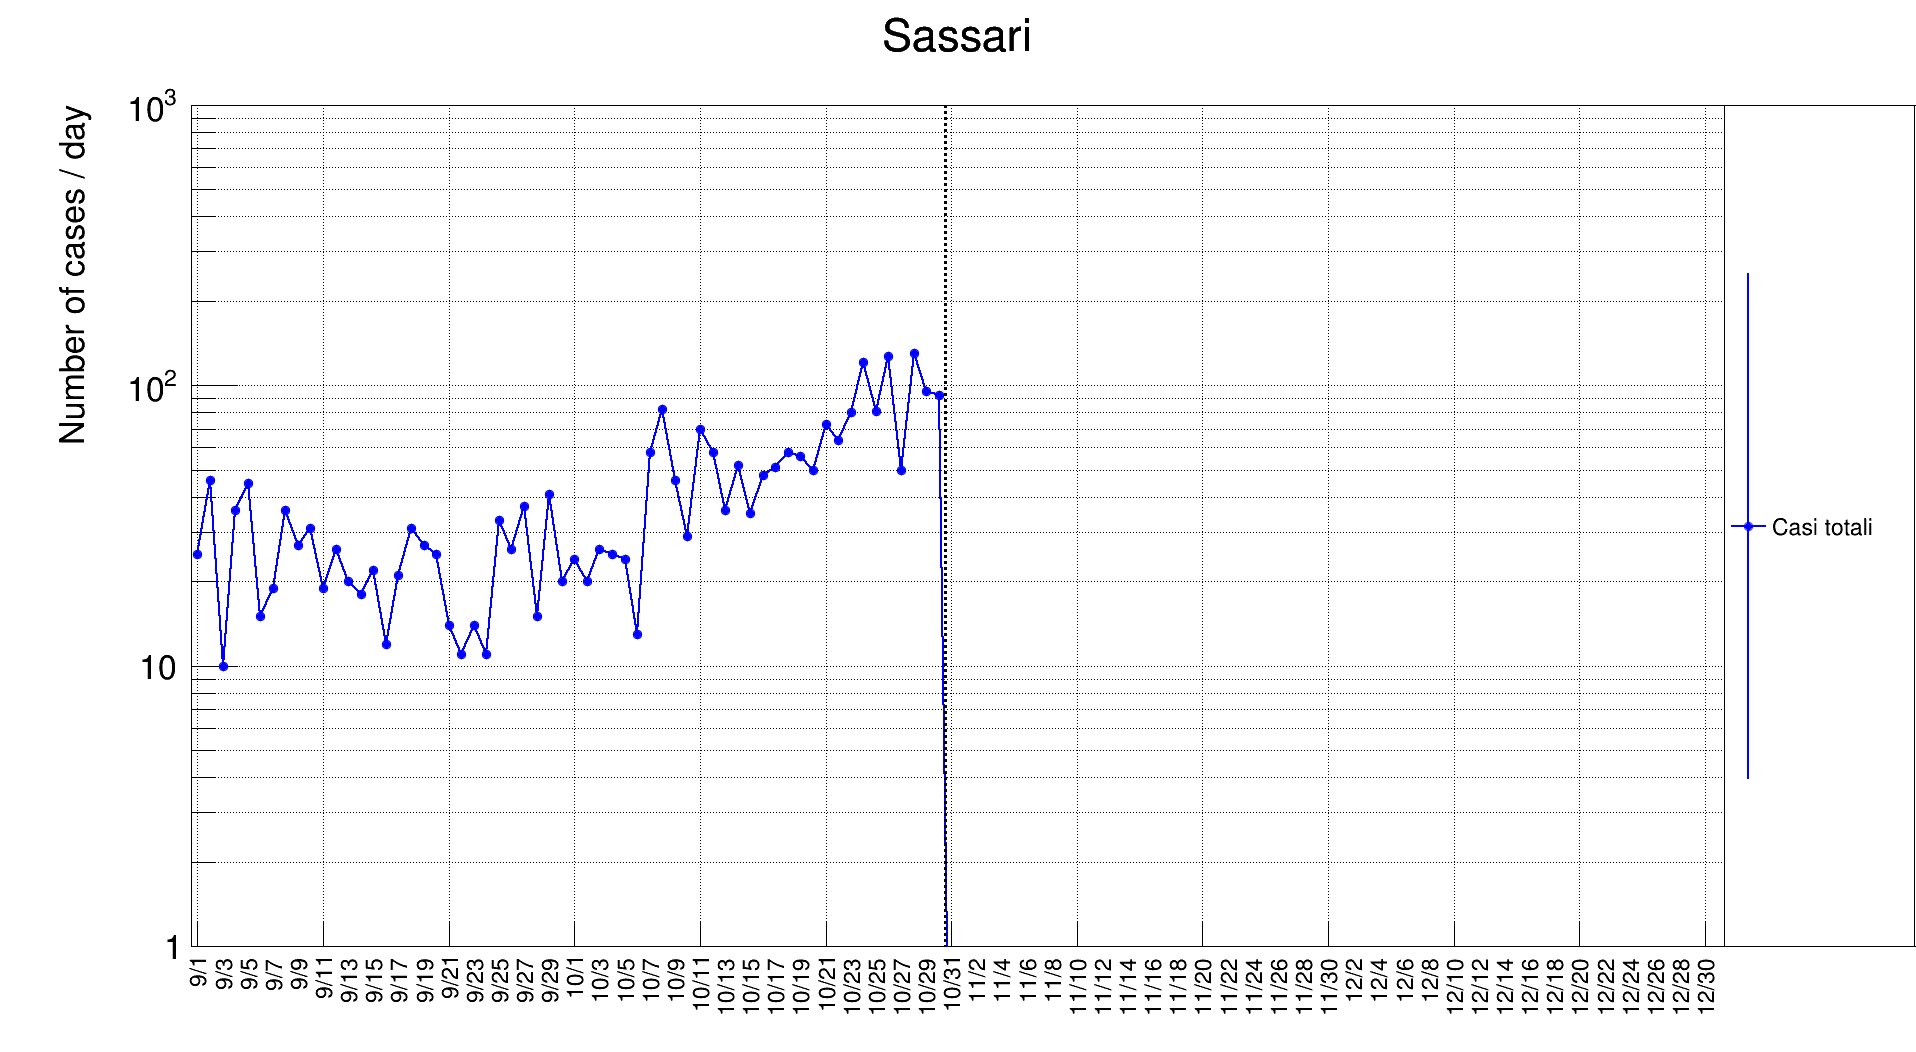 Sassari
Number of cases / day
10³
10²
10
1
9/1 9/3 9/5 9/7 9/9 9/11 9/13 9/15 9/17 9/19 9/21 9/23 9/25 9/27 9/29 10/1 10/3 10/5 10/7 10/9 10/11 10/13 10/15 10/17 10/19 10/21 10/23 10/25 10/27 10/29 10/31 11/2 11/4 11/6 11/8 11/10 11/12 11/14 11/16 11/18 11/20 11/22 11/24 11/26 11/28 11/30 12/2 12/4 12/6 12/8 12/10 12/12 12/14 12/16 12/18 12/20 12/22 12/24 12/26 12/28 12/30
Casi totali